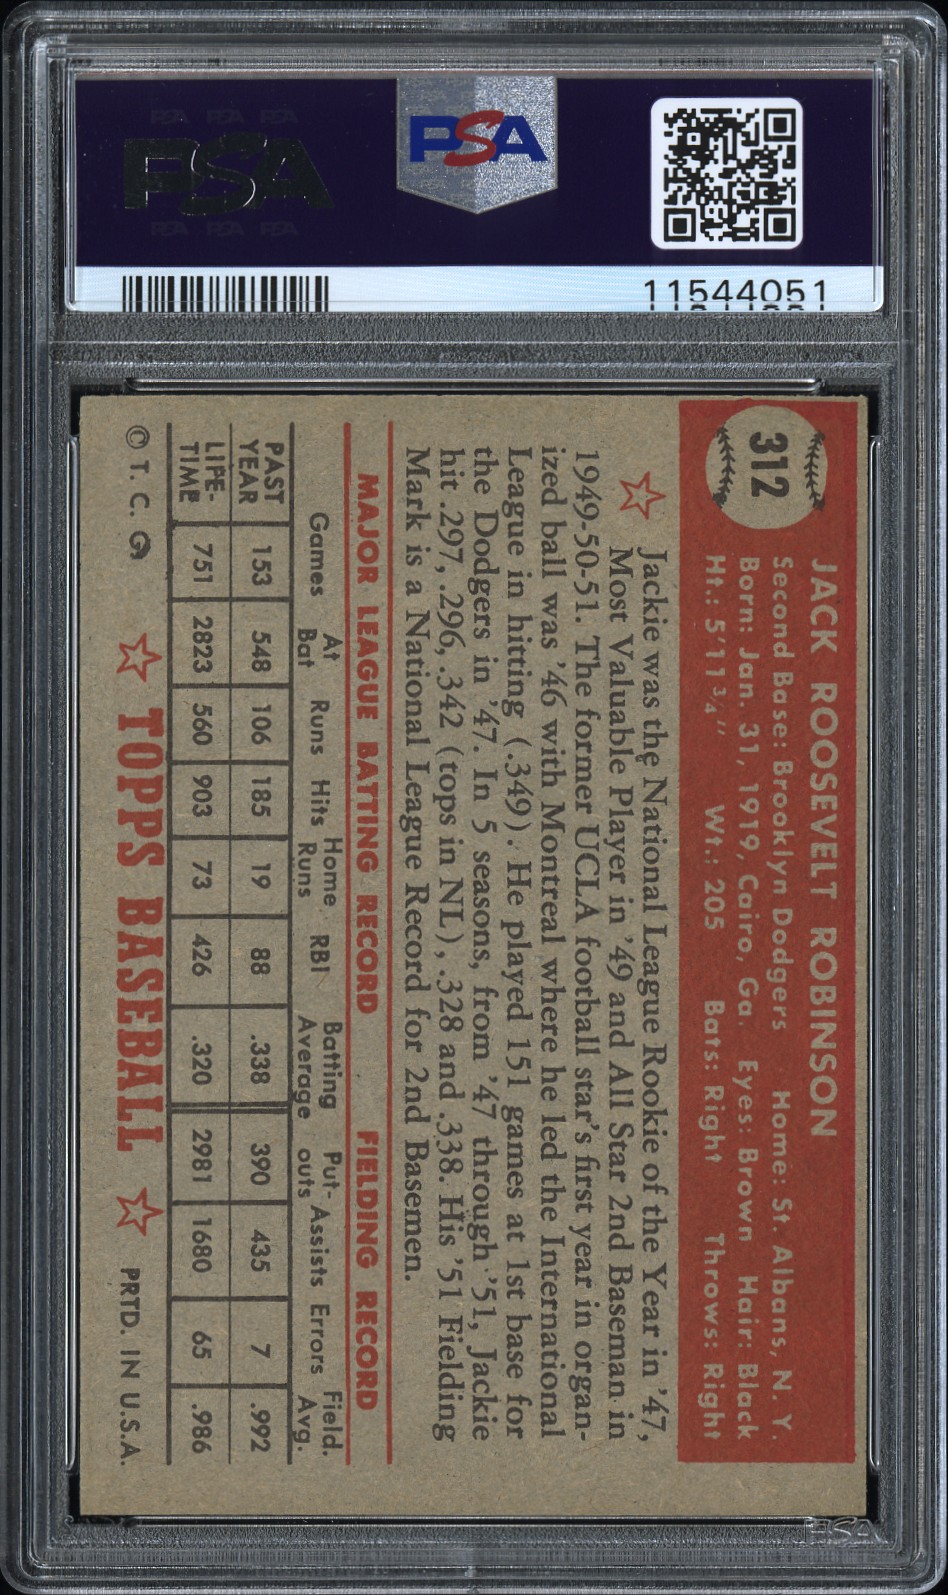 PSA PSA PSA
PSA
PSA PSA PSA
PSA
11544051
312
JACK ROOSEVELT ROBINSON
Second Base: Brooklyn Dodgers Home: St. Albans, N. Y.
Born: Jan. 31, 1919, Cairo, Ga. Eyes: Brown Hair: Black
Ht.: 5'11¾" Wt.: 205 Bats: Right Throws: Right
Jackie was the National League Rookie of the Year in '47,
Most Valuable Player in '49 and All Star 2nd Baseman in
1949-50-51. The former UCLA football star's first year in organ-
ized ball was '46 with Montreal where he led the International
League in hitting (.349). He played 151 games at 1st base for
the Dodgers in '47. In 5 seasons, from '47 through '51, Jackie
hit .297, .296, .342 (tops in NL), .328 and .338. His '51 Fielding
Mark is a National League Record for 2nd Basemen.
MAJOR LEAGUE BATTING RECORD FIELDING RECORD
Games At Bat Runs Hits Home Runs RBI Batting Average Put-outs Assists Errors Field. Avg.
PAST YEAR 153 548 106 185 19 88 .338 390 435 7 .992
LIFE-TIME 751 2823 560 903 73 426 .320 2981 1680 65 .986
© T. C. G. TOPPS BASEBALL PRTD. IN U.S.A.
PSA